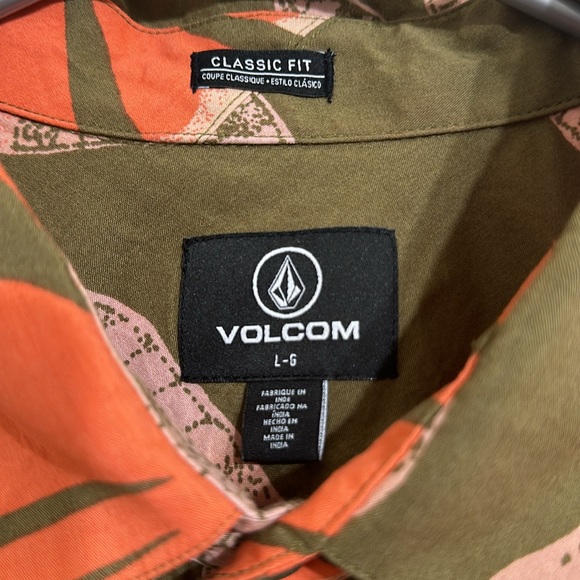 CLASSIC FIT
COUPE CLASSIQUE • ESTILO CLÁSICO
VOLCOM
L-G
FABRIQUE EN
INDE
FABRICADO NA
ÍNDIA
HECHO EN
INDIA
MADE IN
INDIA